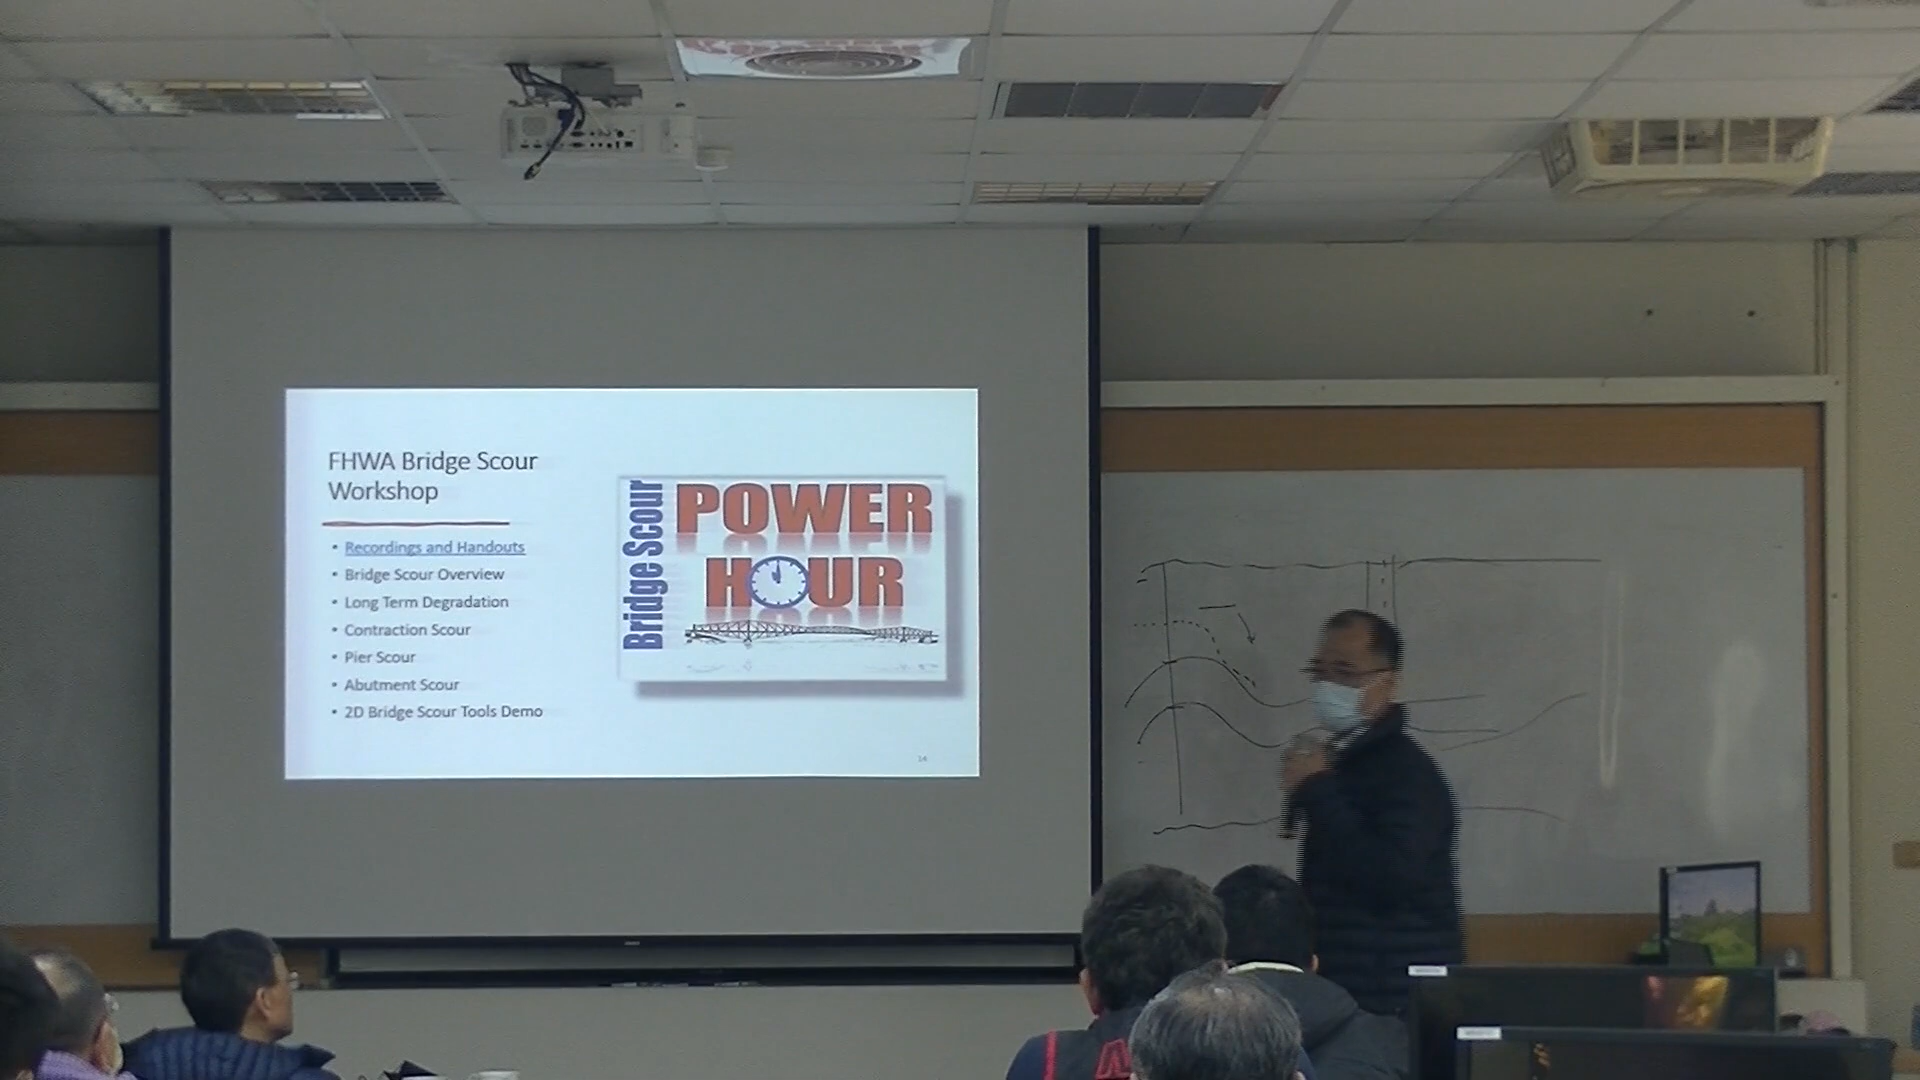 FHWA Bridge Scour
Workshop
• Recordings and Handouts
• Bridge Scour Overview
• Long Term Degradation
• Contraction Scour
• Pier Scour
• Abutment Scour
• 2D Bridge Scour Tools Demo
Bridge Scour
POWER
HOUR
14